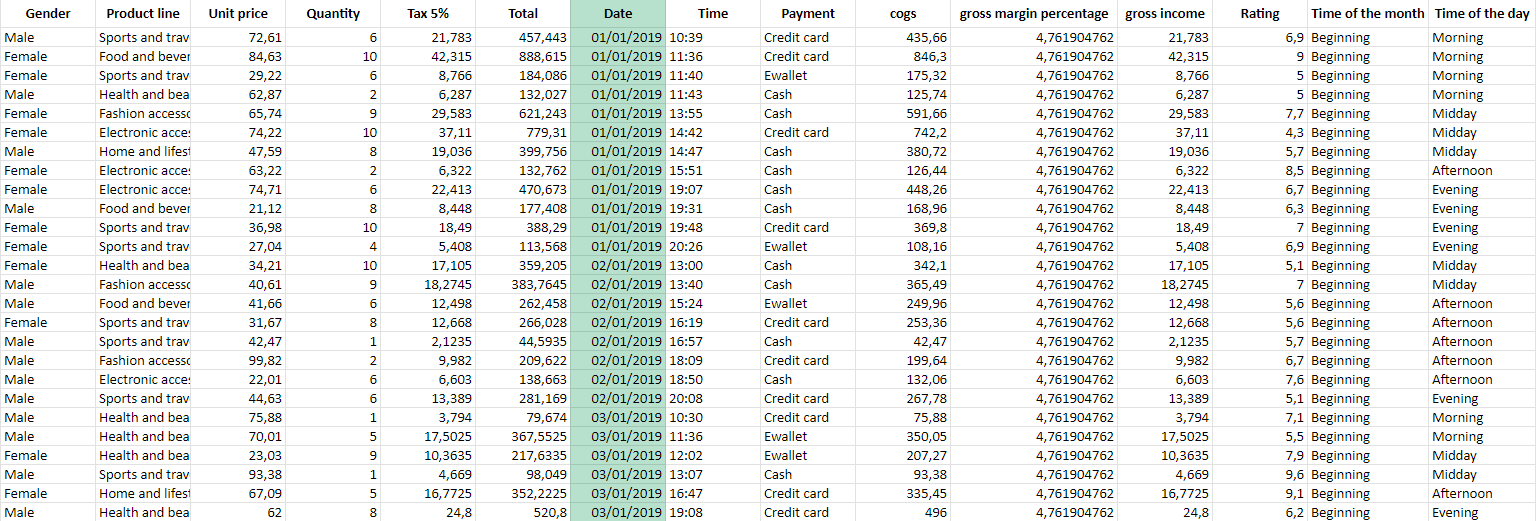 Gender Product line Unit price Quantity Tax 5% Total Date Time Payment cogs gross margin percentage gross income Rating Time of the month Time of the day
Male Sports and trav 72,61 6 21,783 457,443 01/01/2019 10:39 Credit card 435,66 4,761904762 21,783 6,9 Beginning Morning
Female Food and bever 84,63 10 42,315 888,615 01/01/2019 11:36 Credit card 846,3 4,761904762 42,315 9 Beginning Morning
Female Sports and trav 29,22 6 8,766 184,086 01/01/2019 11:40 Ewallet 175,32 4,761904762 8,766 5 Beginning Morning
Male Health and bea 62,87 2 6,287 132,027 01/01/2019 11:43 Cash 125,74 4,761904762 6,287 5 Beginning Morning
Female Fashion accesso 65,74 9 29,583 621,243 01/01/2019 13:55 Cash 591,66 4,761904762 29,583 7,7 Beginning Midday
Female Electronic acces 74,22 10 37,11 779,31 01/01/2019 14:42 Credit card 742,2 4,761904762 37,11 4,3 Beginning Midday
Male Home and lifest 47,59 8 19,036 399,756 01/01/2019 14:47 Cash 380,72 4,761904762 19,036 5,7 Beginning Midday
Female Electronic acces 63,22 2 6,322 132,762 01/01/2019 15:51 Cash 126,44 4,761904762 6,322 8,5 Beginning Afternoon
Female Electronic acces 74,71 6 22,413 470,673 01/01/2019 19:07 Cash 448,26 4,761904762 22,413 6,7 Beginning Evening
Male Food and bever 21,12 8 8,448 177,408 01/01/2019 19:31 Cash 168,96 4,761904762 8,448 6,3 Beginning Evening
Female Sports and trav 36,98 10 18,49 388,29 01/01/2019 19:48 Credit card 369,8 4,761904762 18,49 7 Beginning Evening
Female Sports and trav 27,04 4 5,408 113,568 01/01/2019 20:26 Ewallet 108,16 4,761904762 5,408 6,9 Beginning Evening
Female Health and bea 34,21 10 17,105 359,205 02/01/2019 13:00 Cash 342,1 4,761904762 17,105 5,1 Beginning Midday
Male Fashion accesso 40,61 9 18,2745 383,7645 02/01/2019 13:40 Cash 365,49 4,761904762 18,2745 7 Beginning Midday
Male Food and bever 41,66 6 12,498 262,458 02/01/2019 15:24 Ewallet 249,96 4,761904762 12,498 5,6 Beginning Afternoon
Female Sports and trav 31,67 8 12,668 266,028 02/01/2019 16:19 Credit card 253,36 4,761904762 12,668 5,6 Beginning Afternoon
Male Sports and trav 42,47 1 2,1235 44,5935 02/01/2019 16:57 Cash 42,47 4,761904762 2,1235 5,7 Beginning Afternoon
Male Fashion accesso 99,82 2 9,982 209,622 02/01/2019 18:09 Credit card 199,64 4,761904762 9,982 6,7 Beginning Afternoon
Male Electronic acces 22,01 6 6,603 138,663 02/01/2019 18:50 Cash 132,06 4,761904762 6,603 7,6 Beginning Afternoon
Male Sports and trav 44,63 6 13,389 281,169 02/01/2019 20:08 Credit card 267,78 4,761904762 13,389 5,1 Beginning Evening
Male Health and bea 75,88 1 3,794 79,674 03/01/2019 10:30 Credit card 75,88 4,761904762 3,794 7,1 Beginning Morning
Male Health and bea 70,01 5 17,5025 367,5525 03/01/2019 11:36 Ewallet 350,05 4,761904762 17,5025 5,5 Beginning Morning
Female Health and bea 23,03 9 10,3635 217,6335 03/01/2019 12:02 Ewallet 207,27 4,761904762 10,3635 7,9 Beginning Midday
Male Sports and trav 93,38 1 4,669 98,049 03/01/2019 13:07 Cash 93,38 4,761904762 4,669 9,6 Beginning Midday
Female Home and lifest 67,09 5 16,7725 352,2225 03/01/2019 16:47 Credit card 335,45 4,761904762 16,7725 9,1 Beginning Afternoon
Male Health and bea 62 8 24,8 520,8 03/01/2019 19:08 Credit card 496 4,761904762 24,8 6,2 Beginning Evening